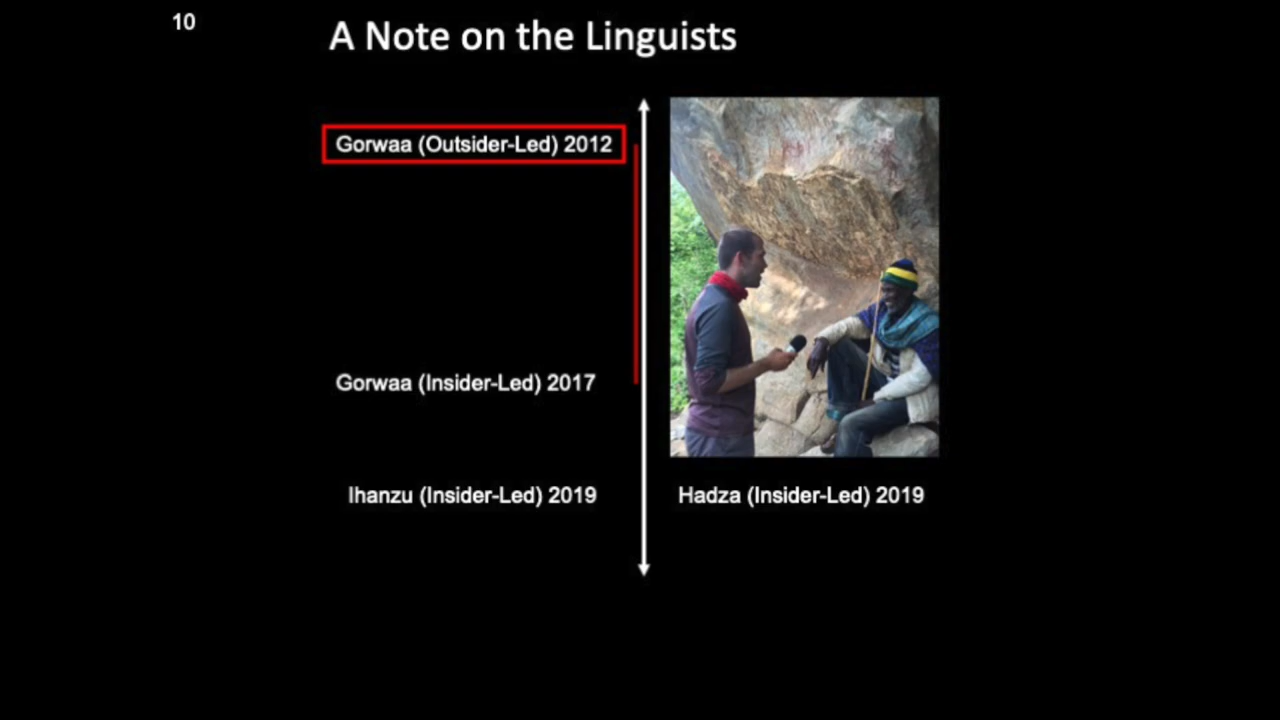 10
A Note on the Linguists
Gorwaa (Outsider-Led) 2012
Gorwaa (Insider-Led) 2017
Ihanzu (Insider-Led) 2019
Hadza (Insider-Led) 2019